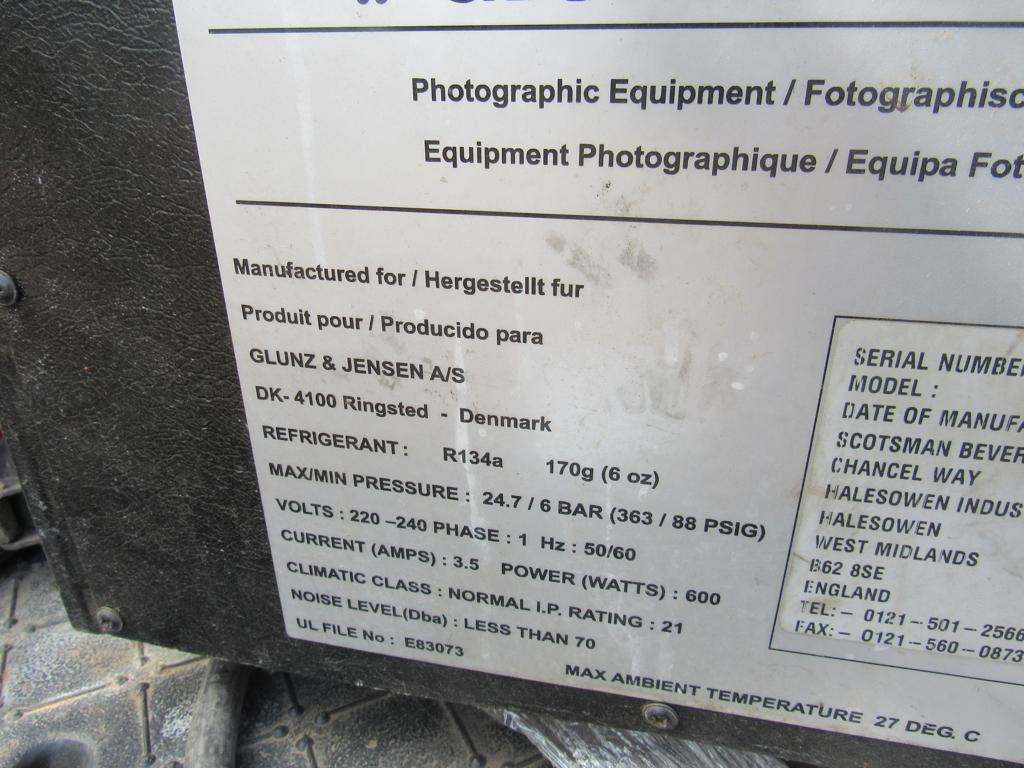 Photographic Equipment / Fotographisc
Equipment Photographique / Equipa Fot
Manufactured for / Hergestellt fur
Produit pour / Producido para
GLUNZ & JENSEN A/S
DK- 4100 Ringsted - Denmark
REFRIGERANT : R134a 170g (6 oz)
MAX/MIN PRESSURE : 24.7 / 6 BAR (363 / 88 PSIG)
VOLTS : 220 –240 PHASE : 1 Hz : 50/60
CURRENT (AMPS) : 3.5 POWER (WATTS) : 600
CLIMATIC CLASS : NORMAL I.P. RATING : 21
NOISE LEVEL(Dba) : LESS THAN 70
UL FILE No : E83073
MAX AMBIENT TEMPERATURE 27 DEG. C
SERIAL NUMBE
MODEL :
DATE OF MANUFA
SCOTSMAN BEVER
CHANCEL WAY
HALESOWEN INDUS
HALESOWEN
WEST MIDLANDS
B62 8SE
ENGLAND
TEL:– 0121–501–2566
FAX:– 0121–560–0873